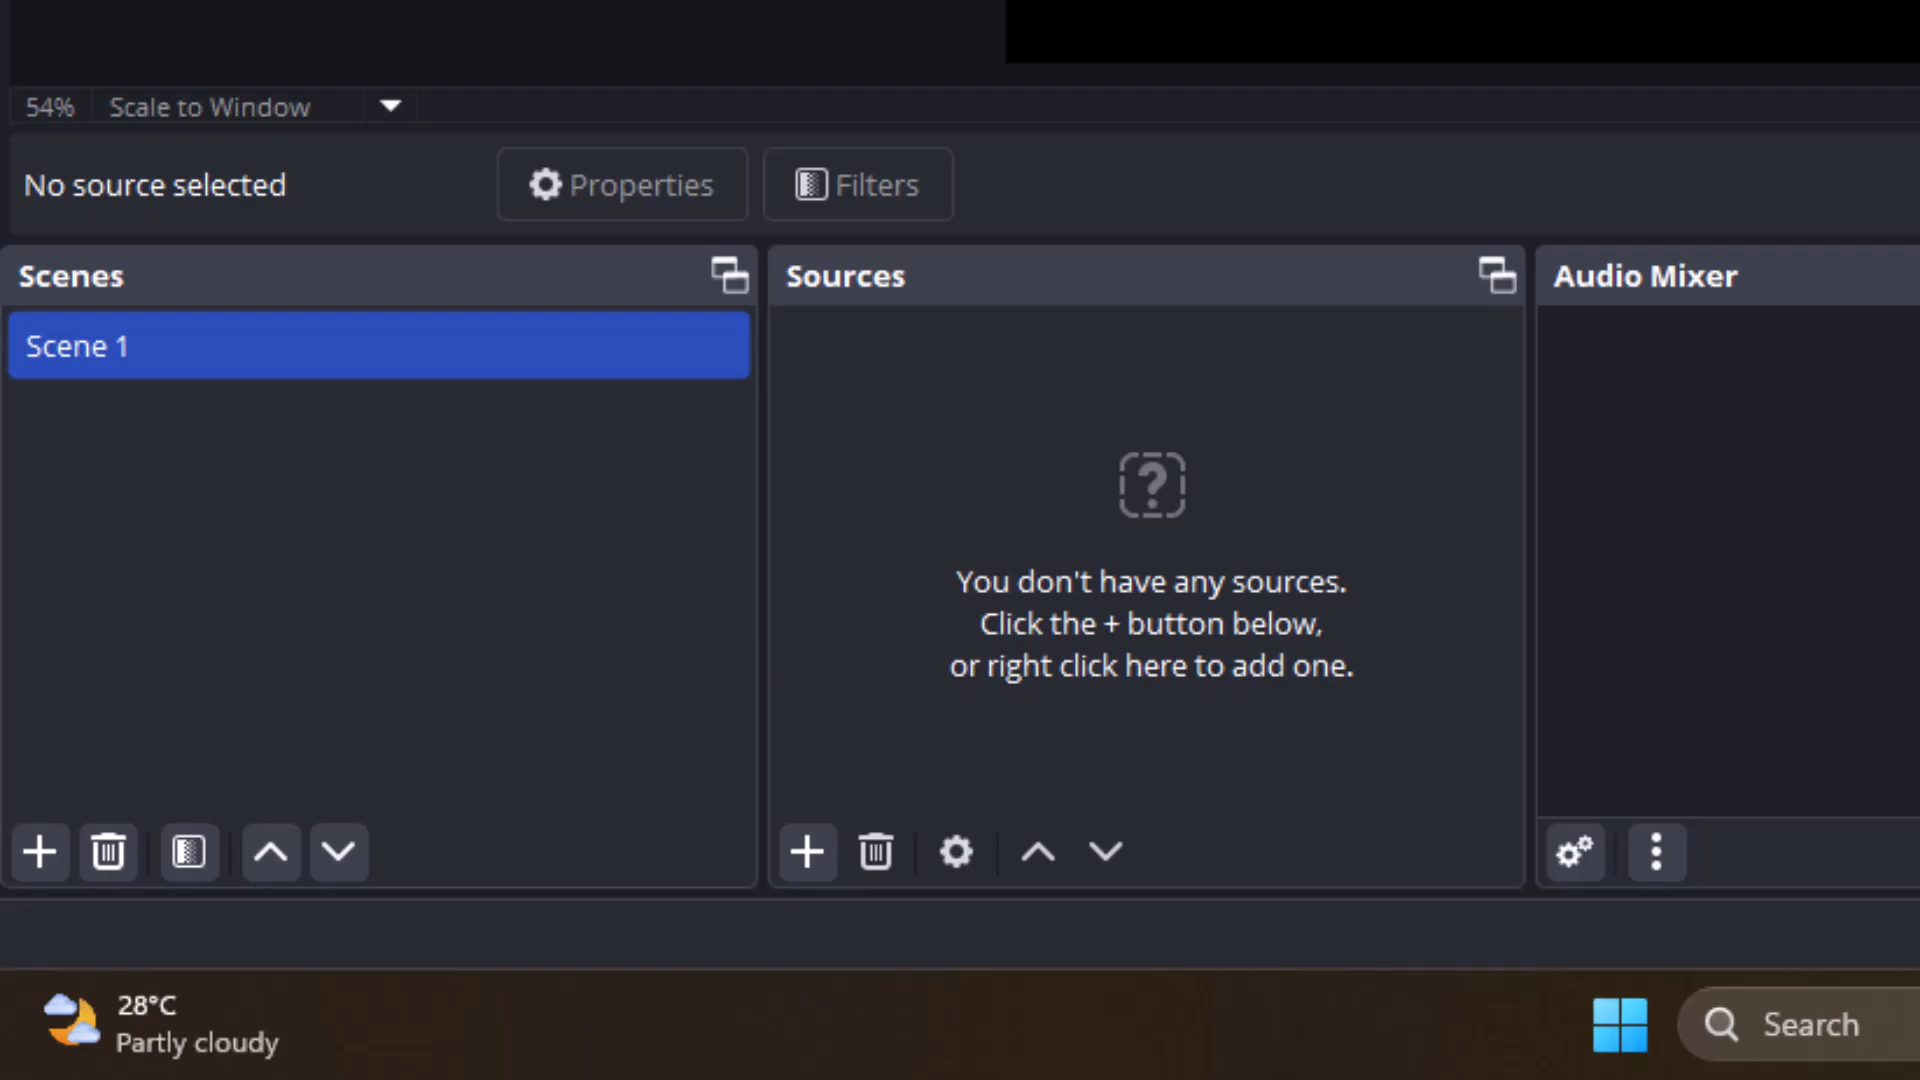 54% Scale to Window
No source selected
Properties
Filters
Scenes
Scene 1
Sources
You don't have any sources.
Click the + button below,
or right click here to add one.
Audio Mixer
28°C
Partly cloudy
Search